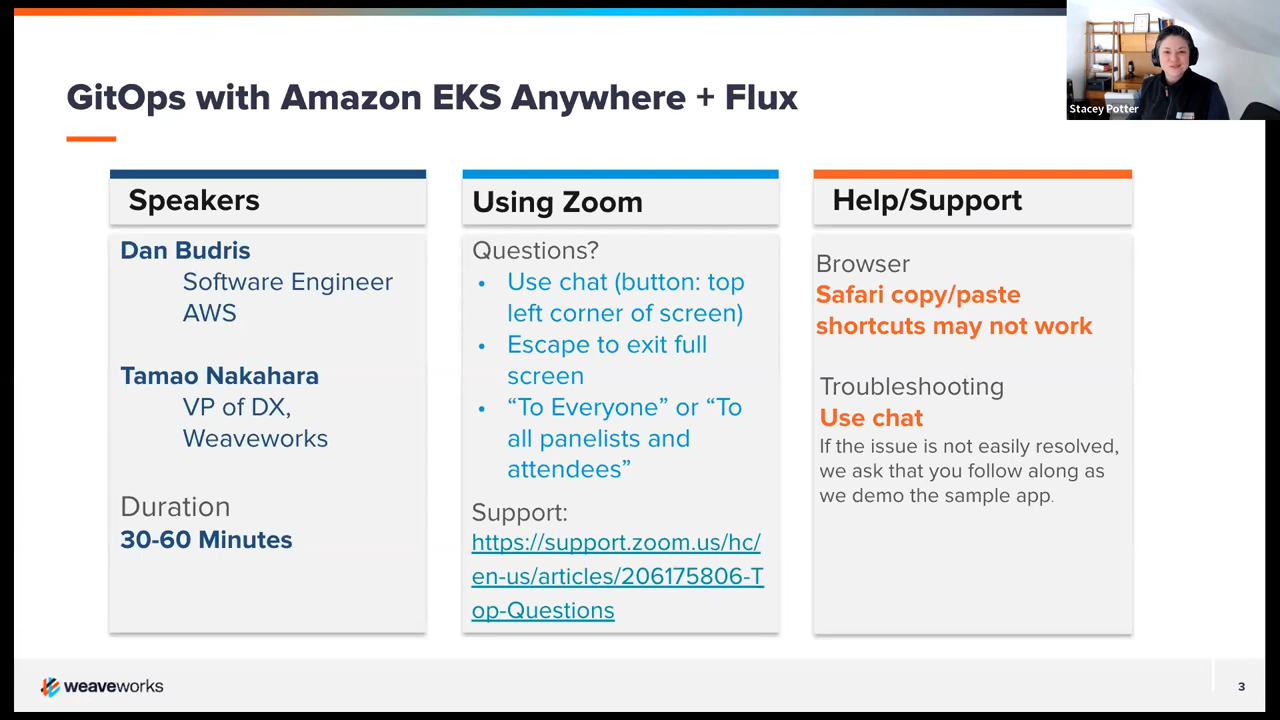 GitOps with Amazon EKS Anywhere + Flux
Stacey Potter
Speakers
Dan Budris
Software Engineer
AWS
Tamao Nakahara
VP of DX,
Weaveworks
Duration
30-60 Minutes
Using Zoom
Questions?
• Use chat (button: top
left corner of screen)
• Escape to exit full
screen
• “To Everyone” or “To
all panelists and
attendees”
Support:
https://support.zoom.us/hc/
en-us/articles/206175806-T
op-Questions
Help/Support
Browser
Safari copy/paste
shortcuts may not work
Troubleshooting
Use chat
If the issue is not easily resolved,
we ask that you follow along as
we demo the sample app.
weaveworks
3